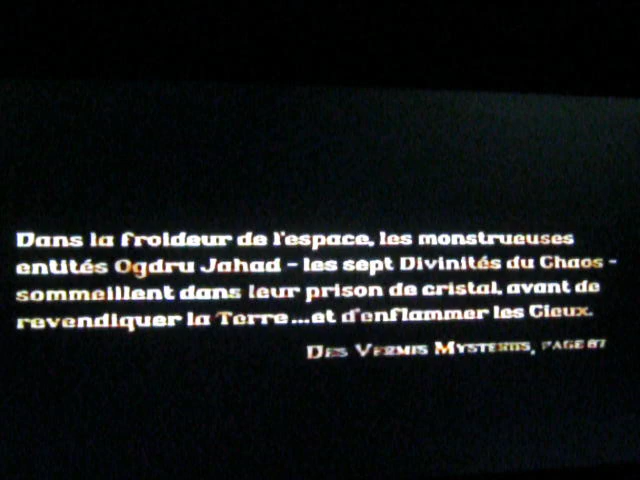 Dans la froideur de l'espace, les monstrueuses
entités Ogdru Jahad - les sept Divinités du Chaos -
sommeillent dans leur prison de cristal, avant de
revendiquer la Terre...et d'enflammer les Cieux.
Des Vermis Mysteriis, page 87